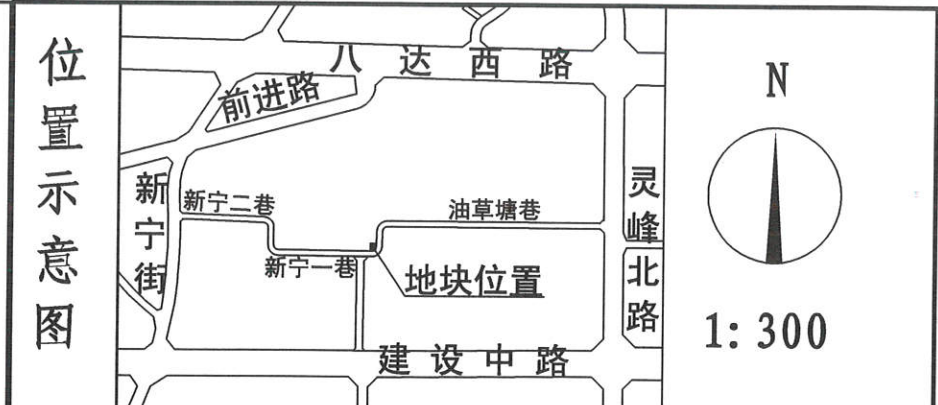 位置示意图
八达西路
前进路
N
新宁街
新宁二巷
油草塘巷
灵峰北路
新宁一巷
地块位置
1:300
建设中路